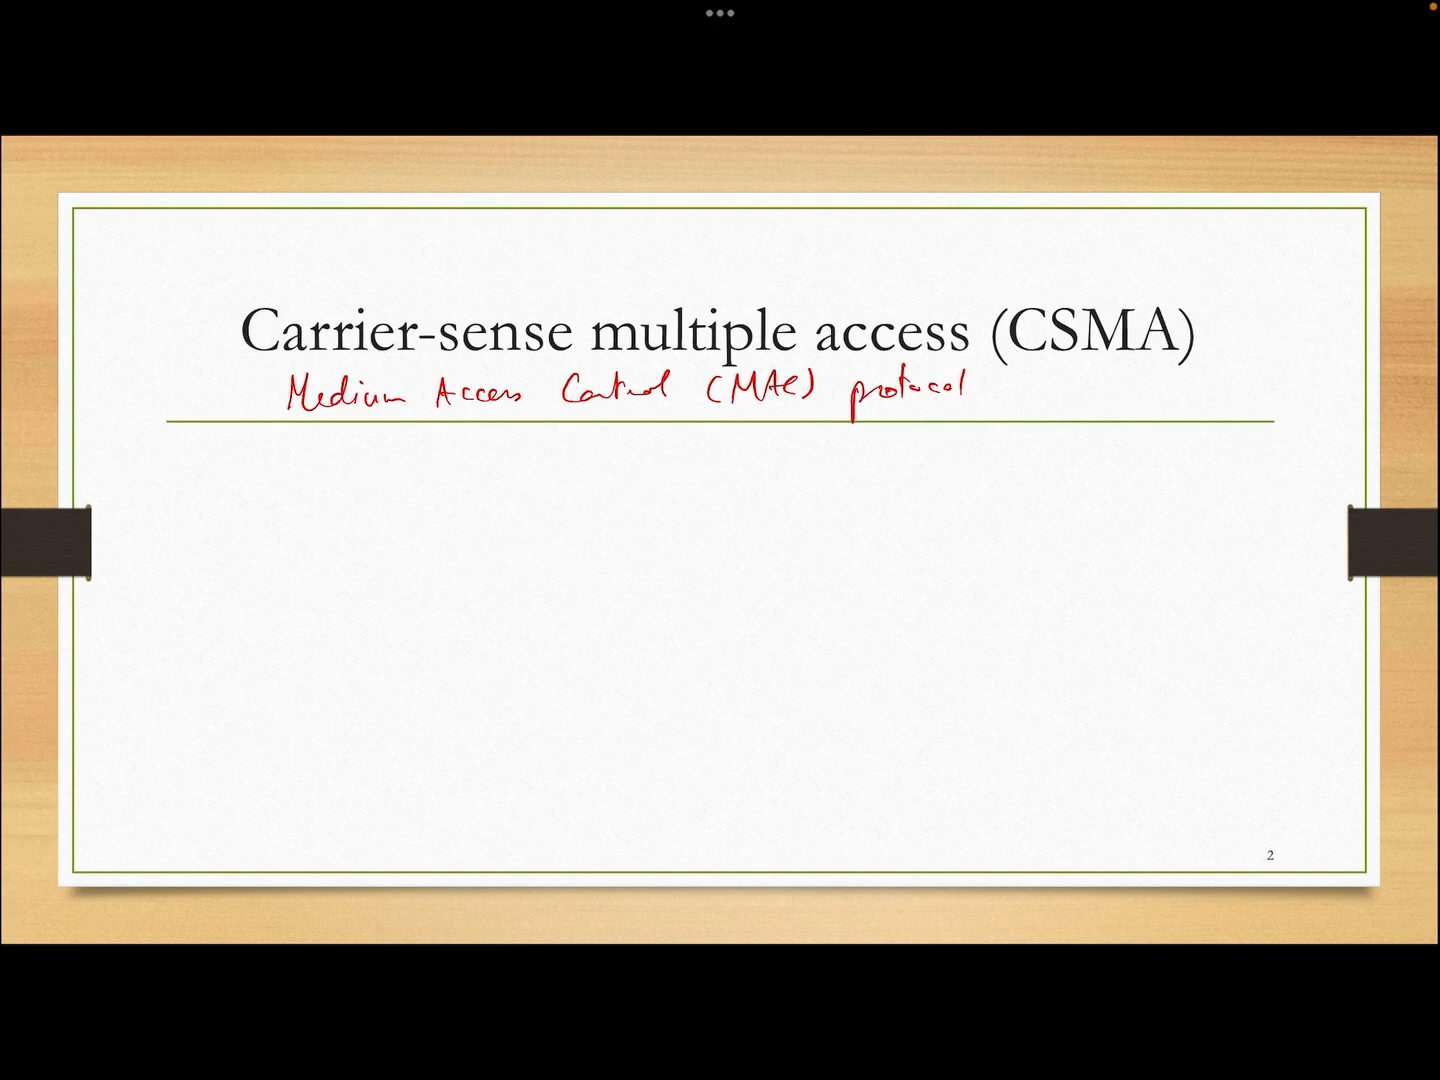 Carrier-sense multiple access (CSMA)
Medium Access Control (MAC) protocol
2